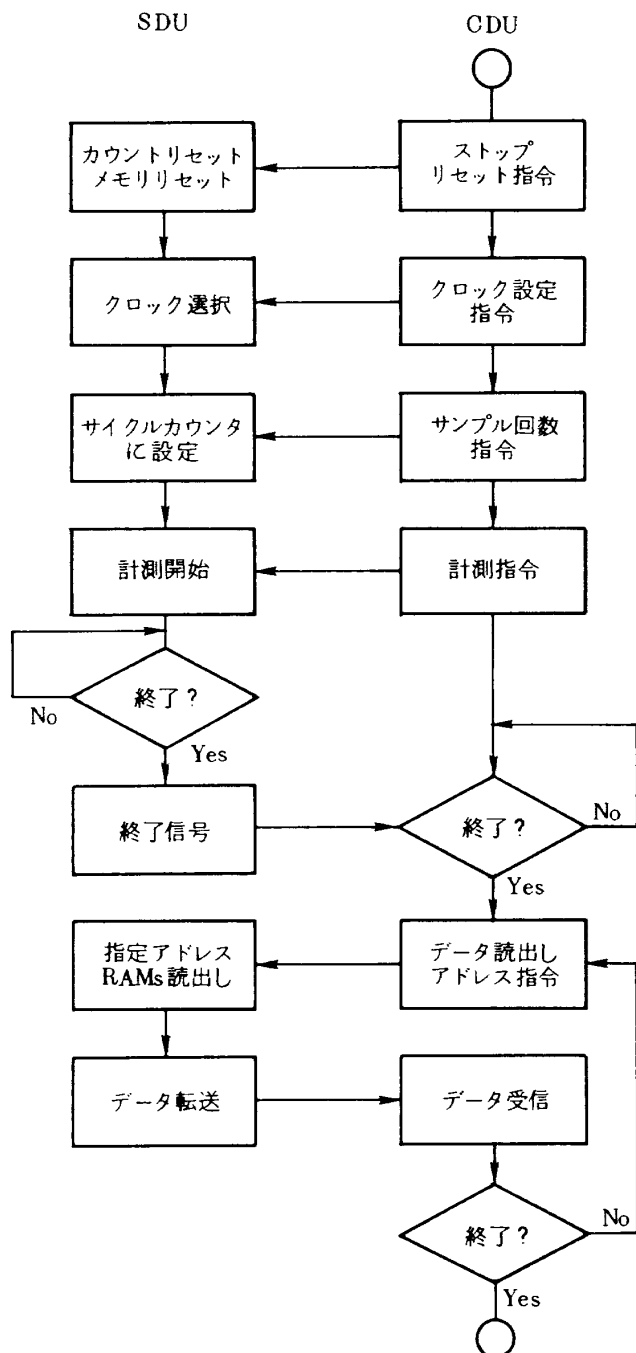 SDU
CDU
カウントリセット
メモリリセット
ストップ
リセット指令
クロック選択
クロック設定
指令
サイクルカウンタ
に設定
サンプル回数
指令
計測開始
計測指令
終了?
No
Yes
終了信号
終了?
No
Yes
指定アドレス
RAMs読出し
データ読出し
アドレス指令
データ転送
データ受信
終了?
No
Yes